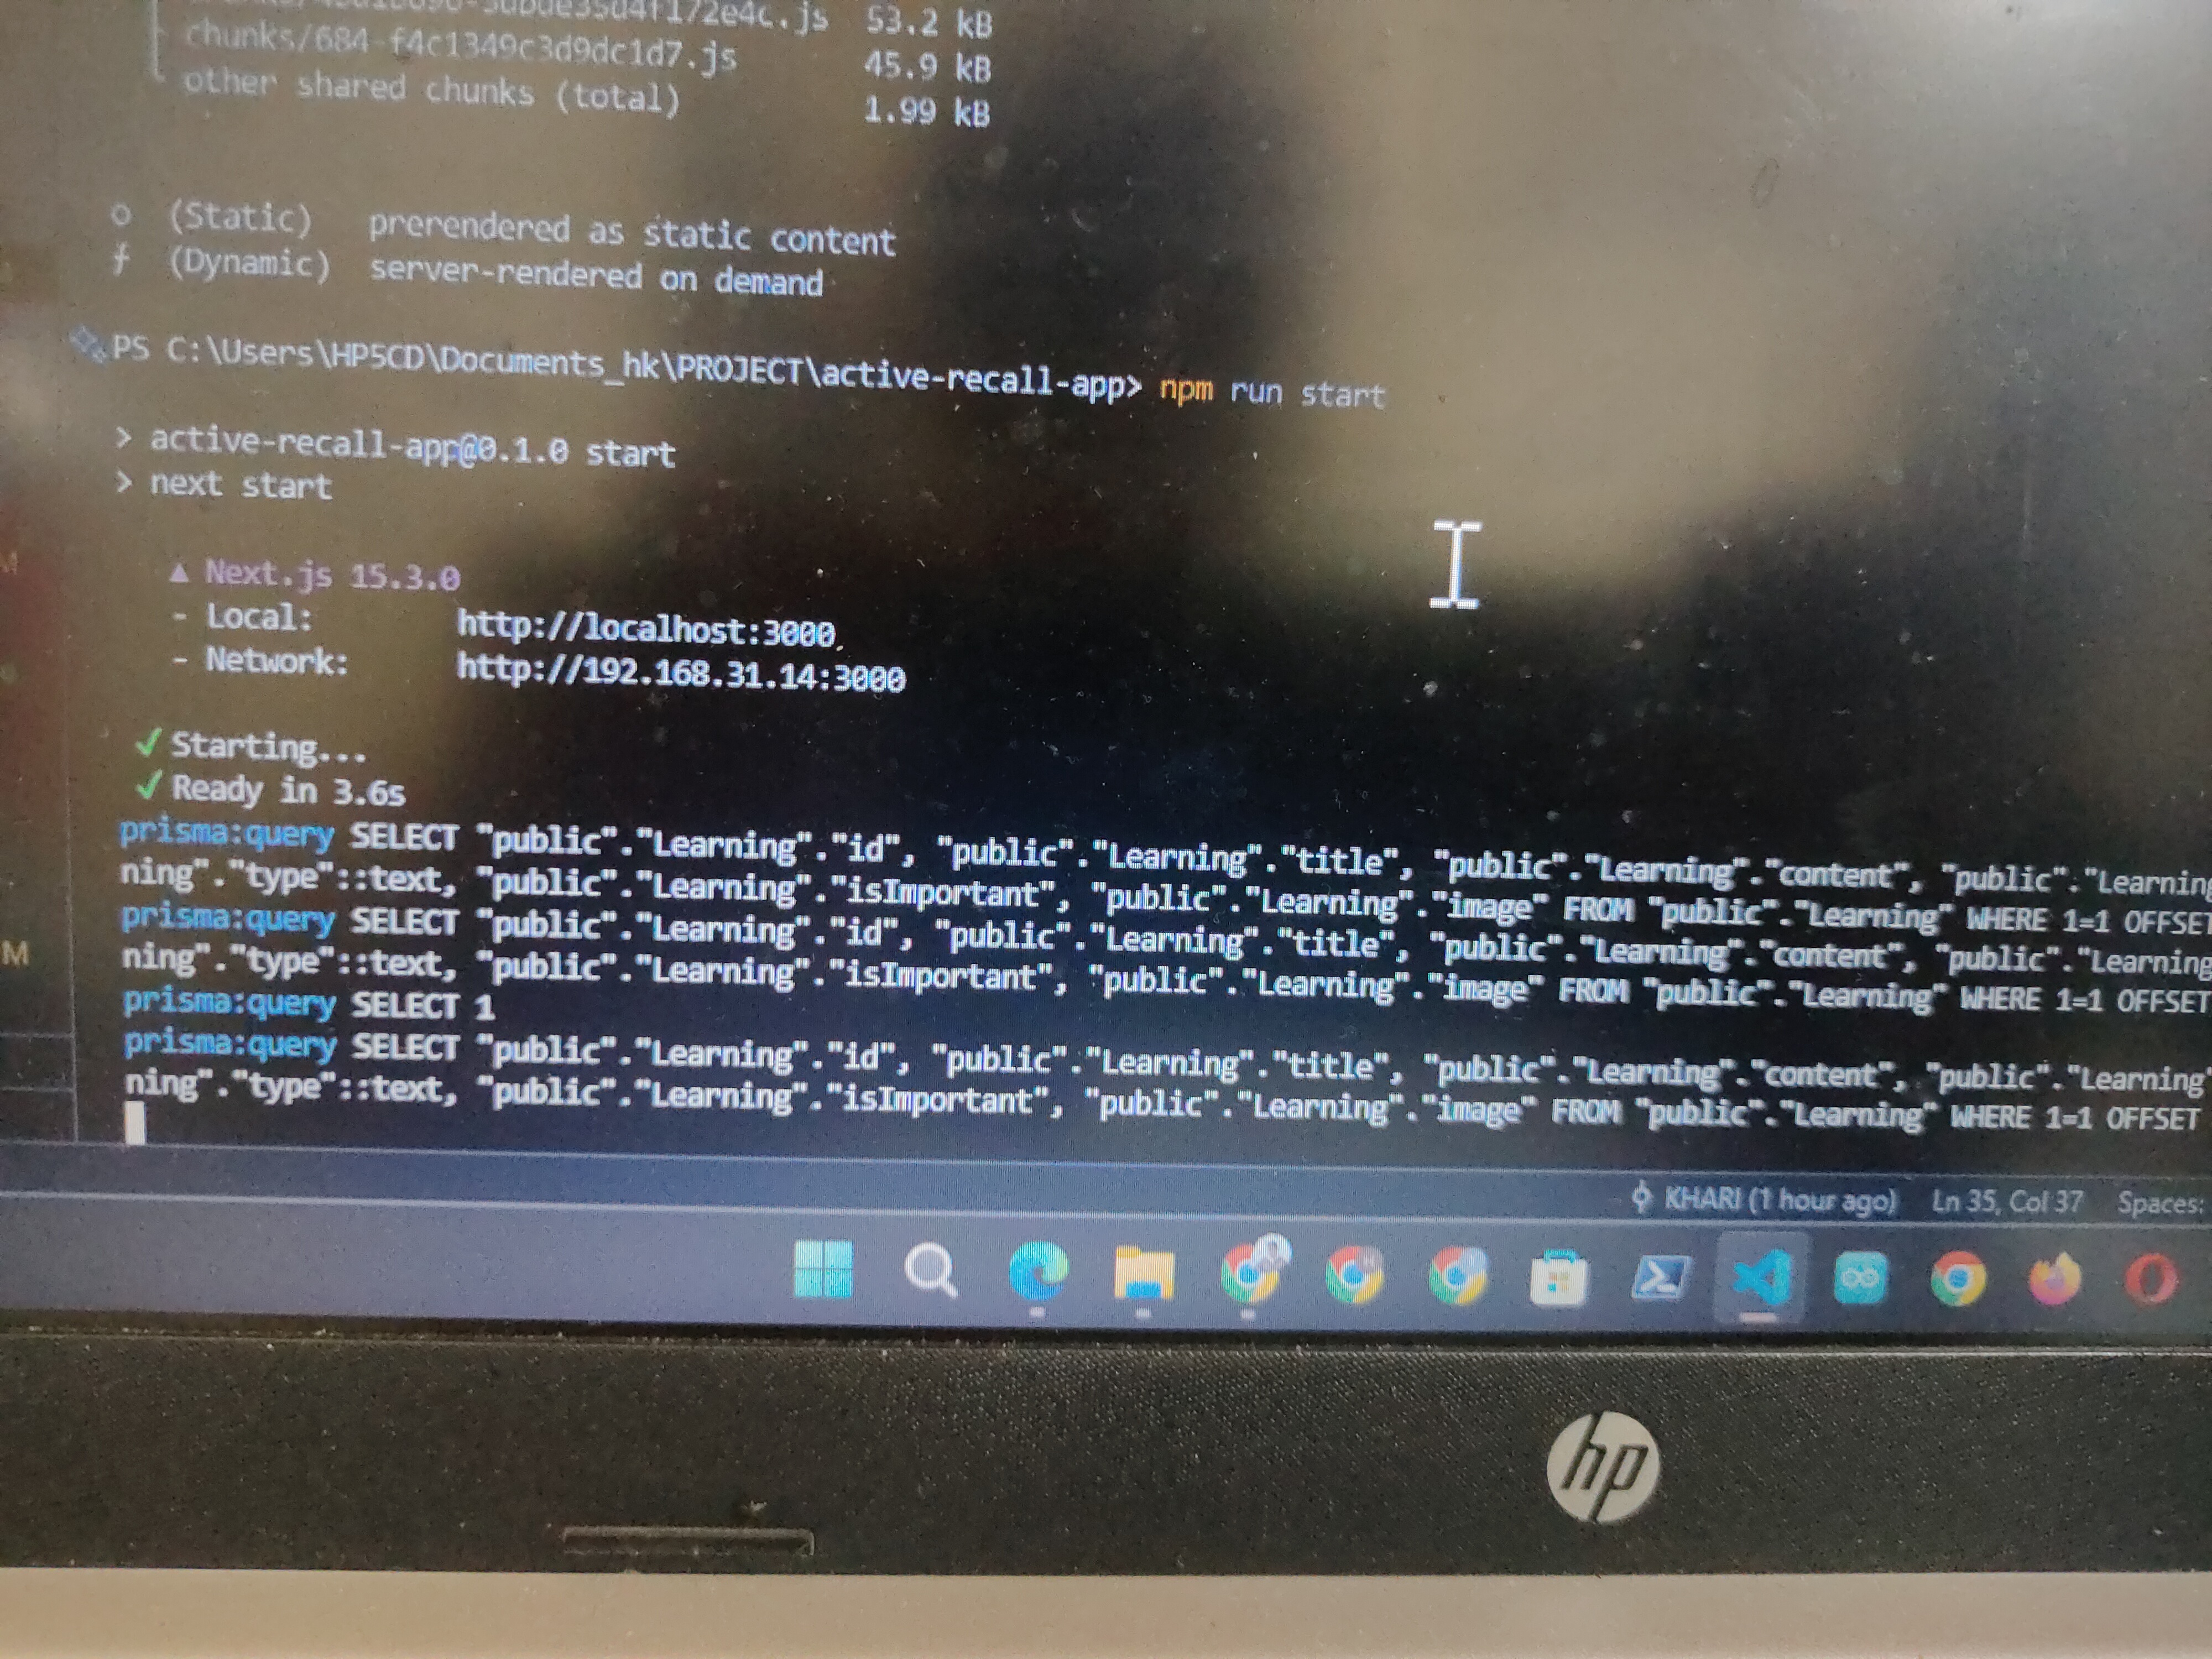 53.2 kB
chunks/684-f4c1349c3d9dc1d7.js 45.9 kB
other shared chunks (total) 1.99 kB
o (Static) prerendered as static content
ƒ (Dynamic) server-rendered on demand
PS C:\Users\HP5CD\Documents_hk\PROJECT\active-recall-app> npm run start
> active-recall-app@0.1.0 start
> next start
▲ Next.js 15.3.0
- Local: http://localhost:3000
- Network: http://192.168.31.14:3000
✓ Starting...
✓ Ready in 3.6s
prisma:query SELECT "public"."Learning"."id", "public"."Learning"."title", "public"."Learning"."content", "public"."Learning
ning"."type"::text, "public"."Learning"."isImportant", "public"."Learning"."image" FROM "public"."Learning" WHERE 1=1 OFFSET
prisma:query SELECT "public"."Learning"."id", "public"."Learning"."title", "public"."Learning"."content", "public"."Learning
ning"."type"::text, "public"."Learning"."isImportant", "public"."Learning"."image" FROM "public"."Learning" WHERE 1=1 OFFSET
prisma:query SELECT 1
prisma:query SELECT "public"."Learning"."id", "public"."Learning"."title", "public"."Learning"."content", "public"."Learning"
ning"."type"::text, "public"."Learning"."isImportant", "public"."Learning"."image" FROM "public"."Learning" WHERE 1=1 OFFSET
M
M
KHARI (1 hour ago) Ln 35, Col 37 Spaces:
hp